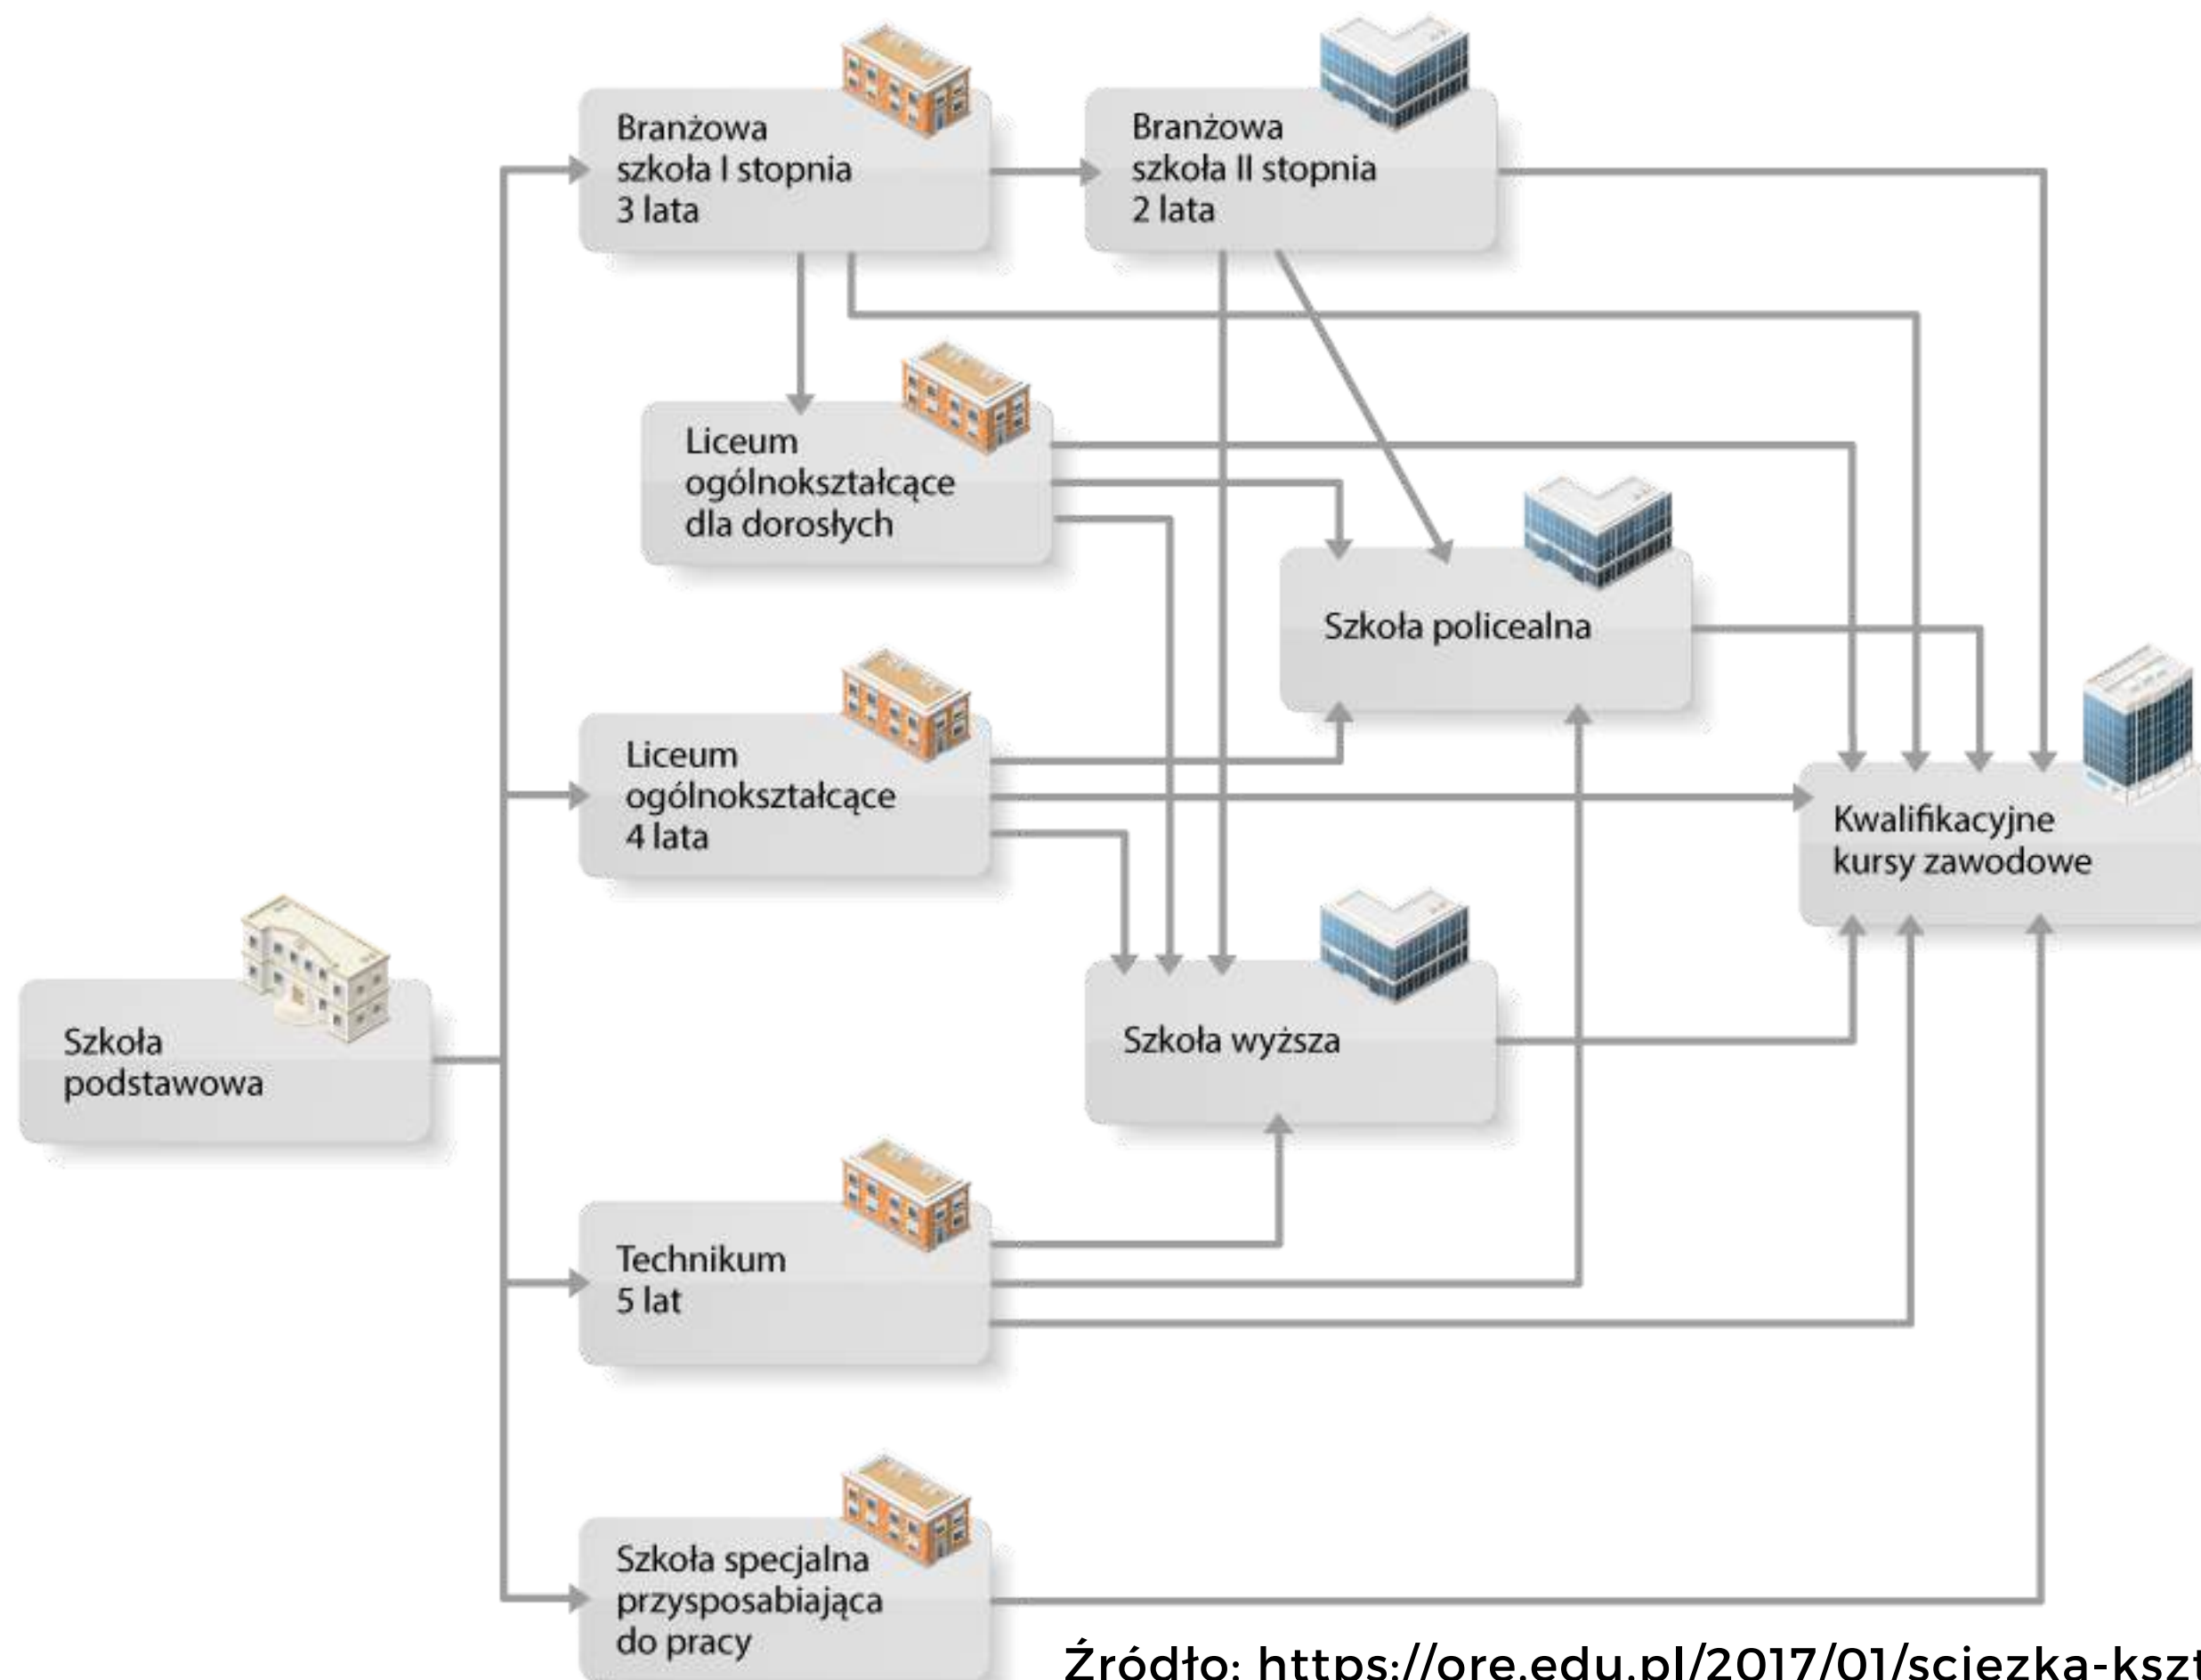 Branżowa
szkoła I stopnia
3 lata
Branżowa
szkoła II stopnia
2 lata
Liceum
ogólnokształcące
dla dorosłych
Szkoła policealna
Liceum
ogólnokształcące
4 lata
Kwalifikacyjne
kursy zawodowe
Szkoła
podstawowa
Szkoła wyższa
Technikum
5 lat
Szkoła specjalna
przysposabiająca
do pracy
Źródło: https://ore.edu.pl/2017/01/sciezka-kszt